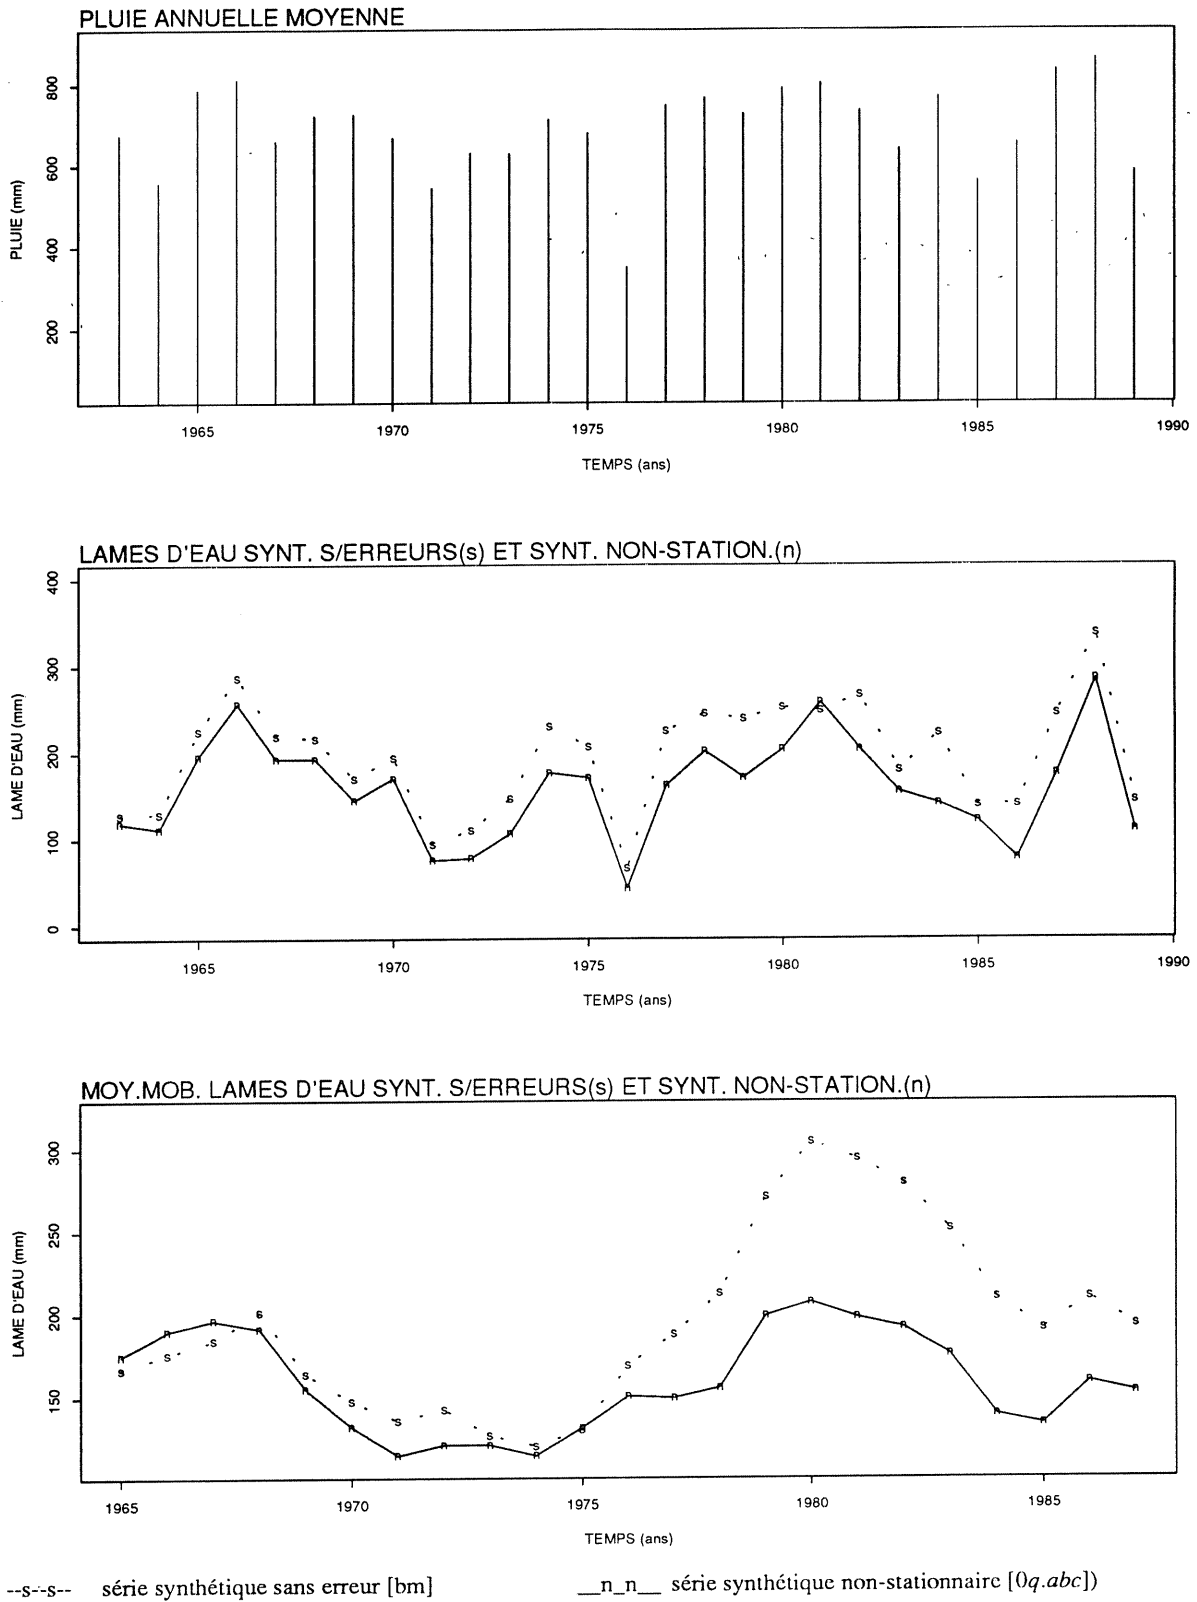 PLUIE ANNUELLE MOYENNE
800
600
400
200
PLUIE (mm)
1965 1970 1975 1980 1985 1990
TEMPS (ans)
LAMES D'EAU SYNT. S/ERREURS(s) ET SYNT. NON-STATION.(n)
400
300
200
100
0
LAME D'EAU (mm)
1965 1970 1975 1980 1985 1990
TEMPS (ans)
MOY.MOB. LAMES D'EAU SYNT. S/ERREURS(s) ET SYNT. NON-STATION.(n)
300
250
200
150
LAME D'EAU (mm)
1965 1970 1975 1980 1985
TEMPS (ans)
--s--s-- série synthétique sans erreur [bm] __n_n__ série synthétique non-stationnaire [0q.abc])